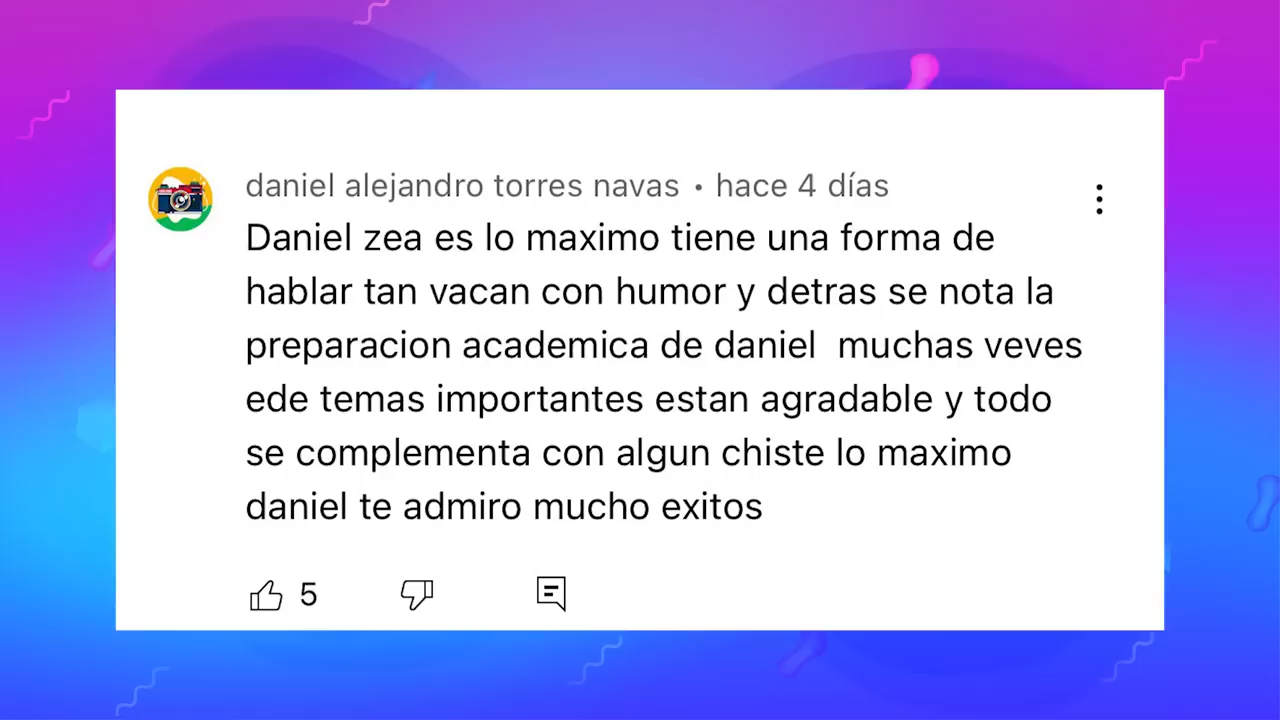 daniel alejandro torres navas • hace 4 días
Daniel zea es lo maximo tiene una forma de
hablar tan vacan con humor y detras se nota la
preparacion academica de daniel  muchas veves
ede temas importantes estan agradable y todo
se complementa con algun chiste lo maximo
daniel te admiro mucho exitos
5